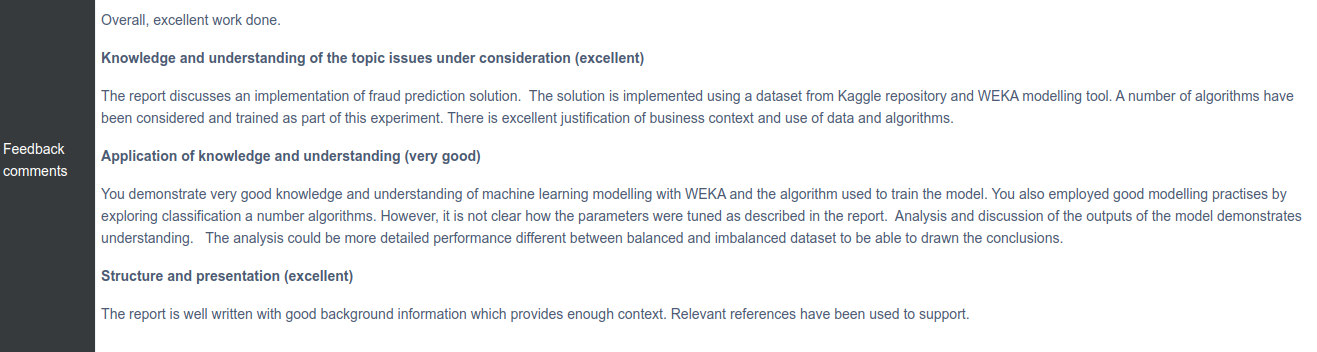 Overall, excellent work done.
Knowledge and understanding of the topic issues under consideration (excellent)
The report discusses an implementation of fraud prediction solution.  The solution is implemented using a dataset from Kaggle repository and WEKA modelling tool. A number of algorithms have
been considered and trained as part of this experiment. There is excellent justification of business context and use of data and algorithms.
Feedback
comments
Application of knowledge and understanding (very good)
You demonstrate very good knowledge and understanding of machine learning modelling with WEKA and the algorithm used to train the model. You also employed good modelling practises by
exploring classification a number algorithms. However, it is not clear how the parameters were tuned as described in the report.  Analysis and discussion of the outputs of the model demonstrates
understanding.   The analysis could be more detailed performance different between balanced and imbalanced dataset to be able to drawn the conclusions.
Structure and presentation (excellent)
The report is well written with good background information which provides enough context. Relevant references have been used to support.